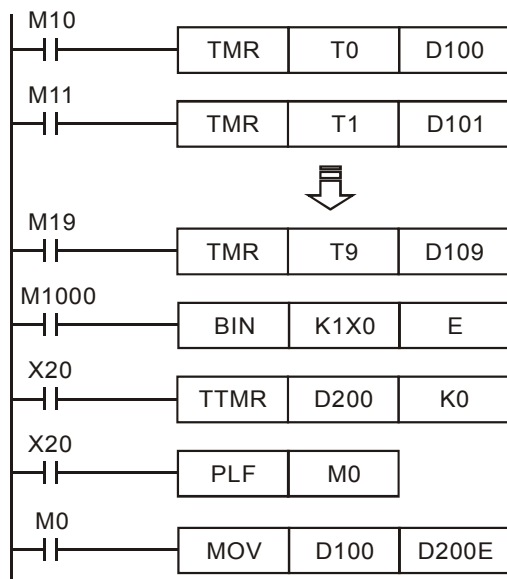 M10
TMR T0 D100
M11
TMR T1 D101
M19
TMR T9 D109
M1000
BIN K1X0 E
X20
TTMR D200 K0
X20
PLF M0
M0
MOV D100 D200E